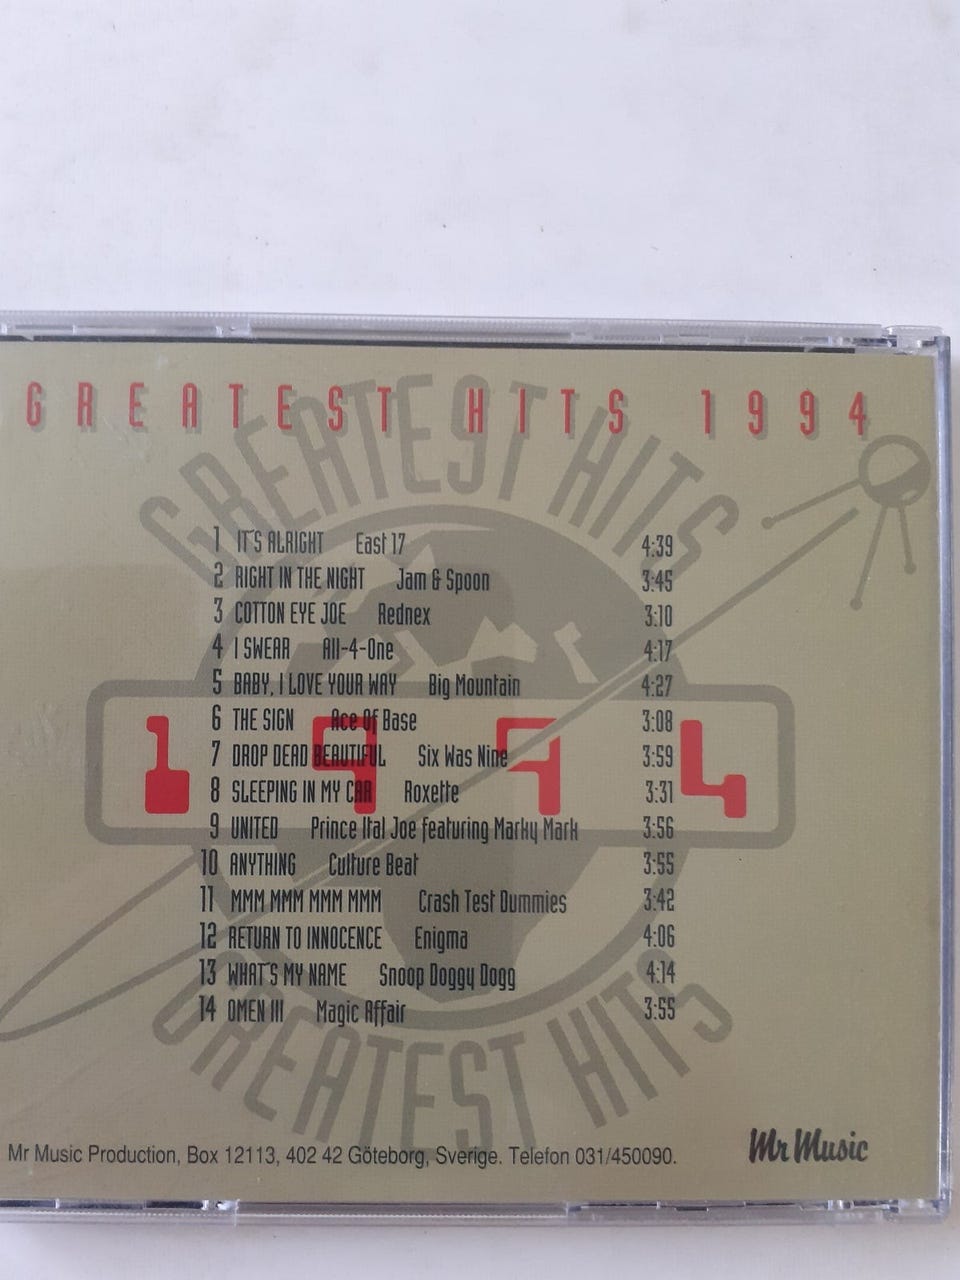 GREATEST HITS 1994
GREATEST HITS
1 IT'S ALRIGHT East 17 4:39
2 RIGHT IN THE NIGHT Jam & Spoon 3:45
3 COTTON EYE JOE Rednex 3:10
4 I SWEAR All-4-One 4:17
5 BABY, I LOVE YOUR WAY Big Mountain 4:27
6 THE SIGN Ace Of Base 3:08
7 DROP DEAD BEAUTIFUL Six Was Nine 3:59
8 SLEEPING IN MY CAR Roxette 3:31
9 UNITED Prince Ital Joe featuring Marky Mark 3:56
10 ANYTHING Culture Beat 3:55
11 MMM MMM MMM MMM Crash Test Dummies 3:42
12 RETURN TO INNOCENCE Enigma 4:06
13 WHAT'S MY NAME Snoop Doggy Dogg 4:14
14 OMEN III Magic Affair 3:55
1994
GREATEST HITS
Mr Music Production, Box 12113, 402 42 Göteborg, Sverige. Telefon 031/450090.
Mr Music